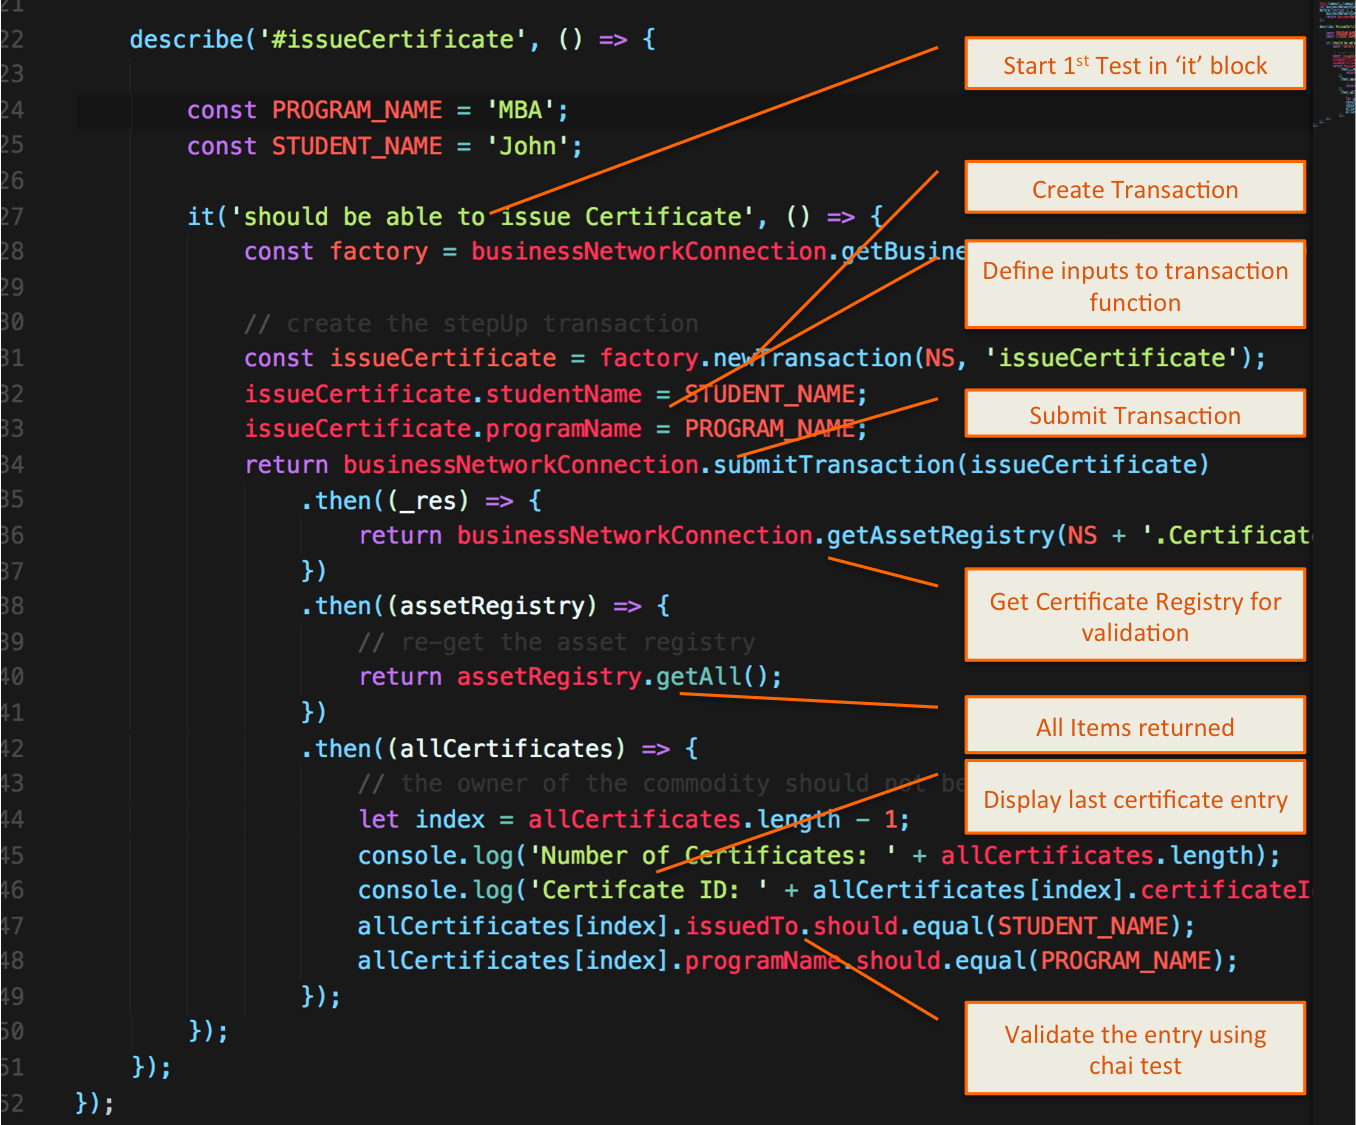 21
22 describe('#issueCertificate', () => {
23
24 const PROGRAM_NAME = 'MBA';
25 const STUDENT_NAME = 'John';
26
27 it('should be able to issue Certificate', () => {
28 const factory = businessNetworkConnection.getBusine
29
30 // create the stepUp transaction
31 const issueCertificate = factory.newTransaction(NS, 'issueCertificate');
32 issueCertificate.studentName = STUDENT_NAME;
33 issueCertificate.programName = PROGRAM_NAME;
34 return businessNetworkConnection.submitTransaction(issueCertificate)
35 .then((_res) => {
36 return businessNetworkConnection.getAssetRegistry(NS + '.Certificat
37 })
38 .then((assetRegistry) => {
39 // re-get the asset registry
40 return assetRegistry.getAll();
41 })
42 .then((allCertificates) => {
43 // the owner of the commodity should not be
44 let index = allCertificates.length - 1;
45 console.log('Number of Certificates: ' + allCertificates.length);
46 console.log('Certifcate ID: ' + allCertificates[index].certificateI
47 allCertificates[index].issuedTo.should.equal(STUDENT_NAME);
48 allCertificates[index].programName.should.equal(PROGRAM_NAME);
49 });
50 });
51 });
52 });
Start 1st Test in ‘it’ block
Create Transaction
Define inputs to transaction
function
Submit Transaction
Get Certificate Registry for
validation
All Items returned
Display last certificate entry
Validate the entry using
chai test